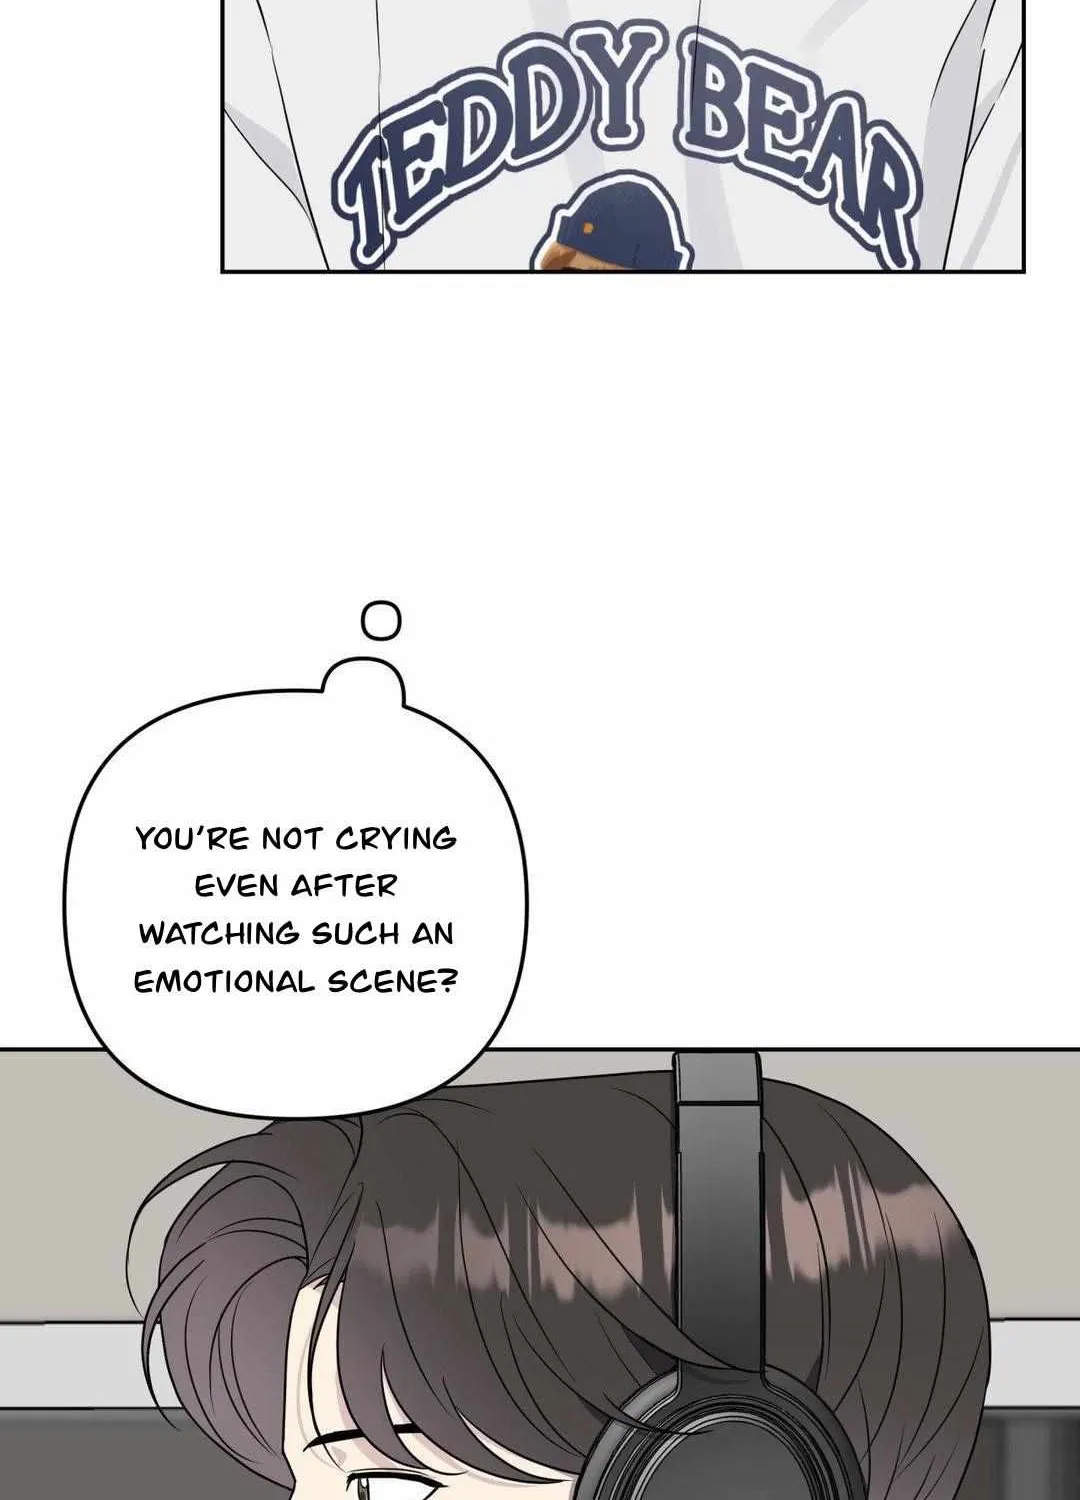 TEDDY BEAR
YOU'RE NOT CRYING
EVEN AFTER
WATCHING SUCH AN
EMOTIONAL SCENE?